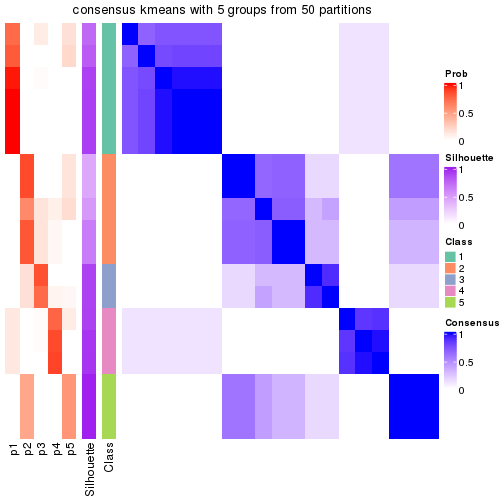 consensus kmeans with 5 groups from 50 partitions
Prob
1
0.5
0
Silhouette
1
0.5
0
Class
1
2
3
4
5
Consensus
1
0.5
0
p1
p2
p3
p4
p5
Silhouette
Class